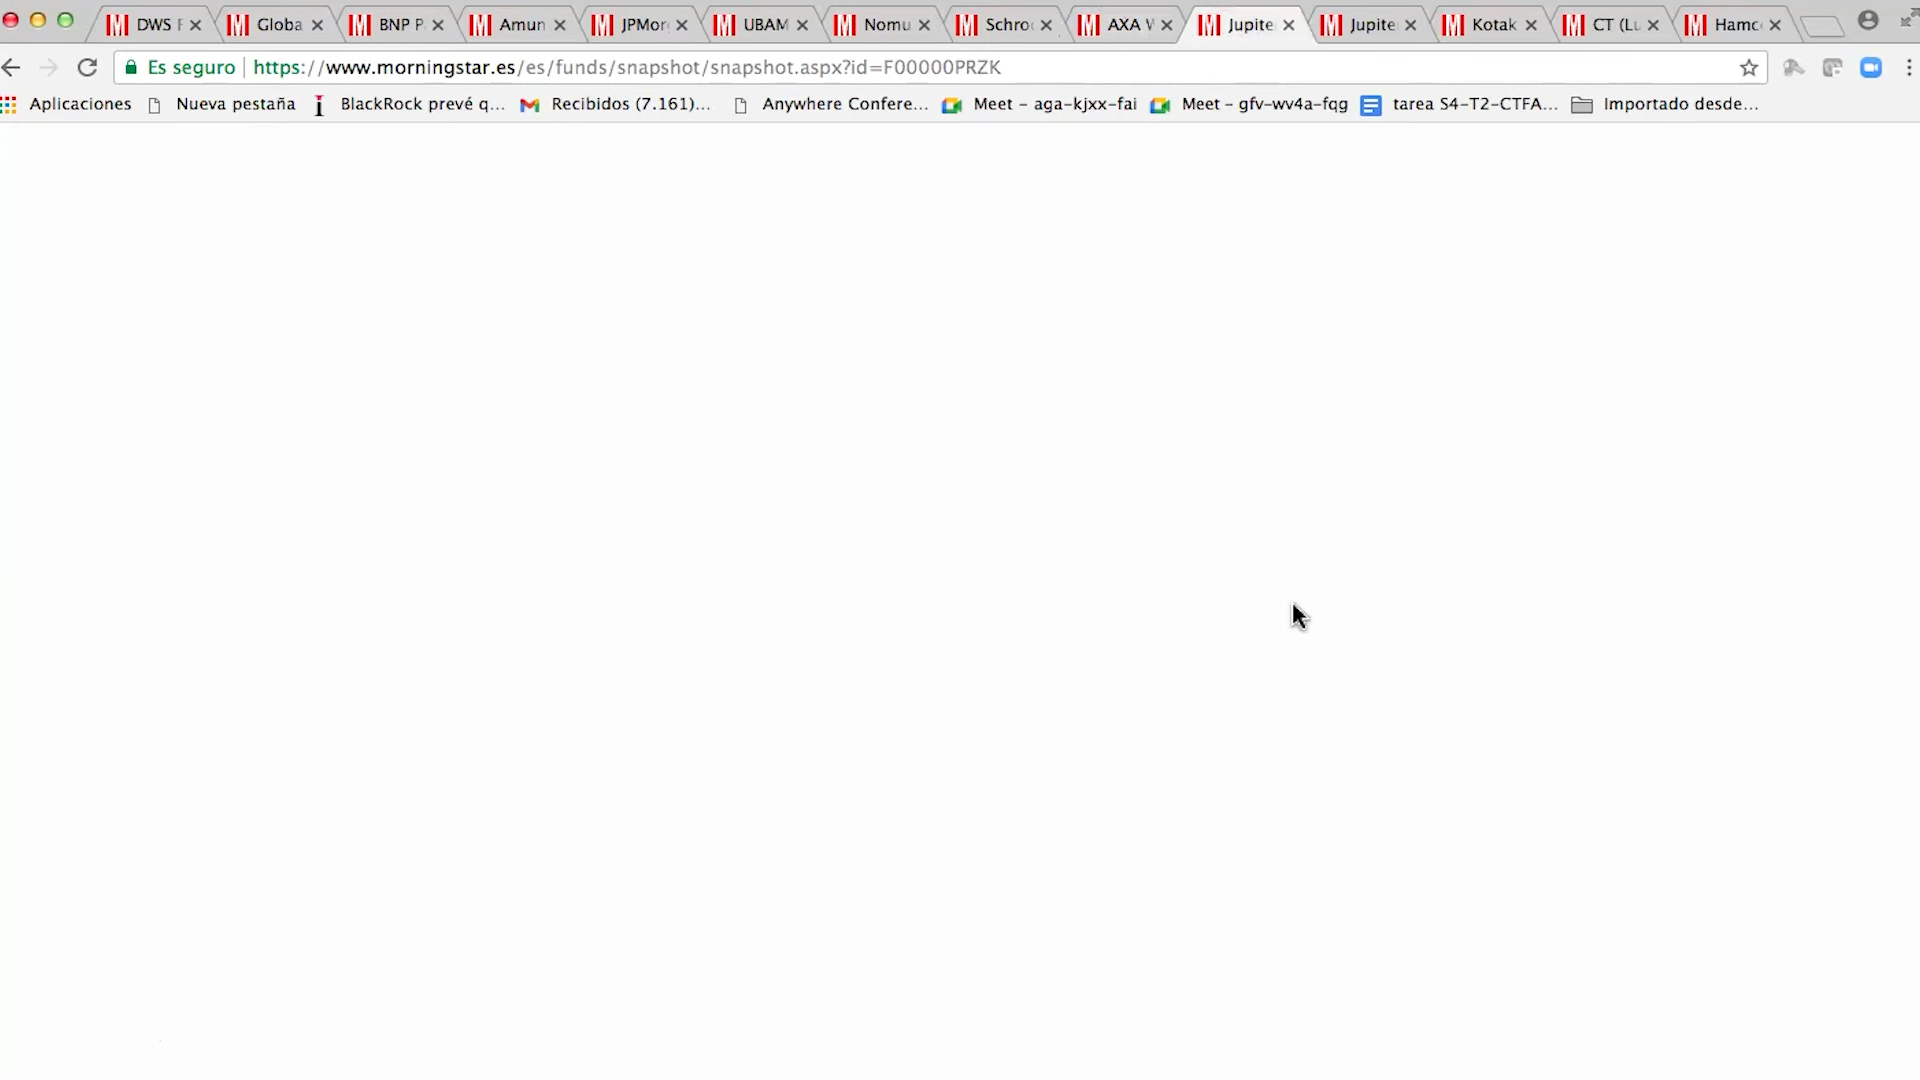 DWS F Globa BNP P Amun JPMor UBAM Nomu Schro AXA W Jupite Jupite Kotak CT (Lu Hamc
Es seguro https://www.morningstar.es/es/funds/snapshot/snapshot.aspx?id=F00000PRZK
Aplicaciones Nueva pestaña BlackRock prevé q... Recibidos (7.161)... Anywhere Confere... Meet – aga-kjxx-fai Meet – gfv-wv4a-fqg tarea S4-T2-CTFA... Importado desde...